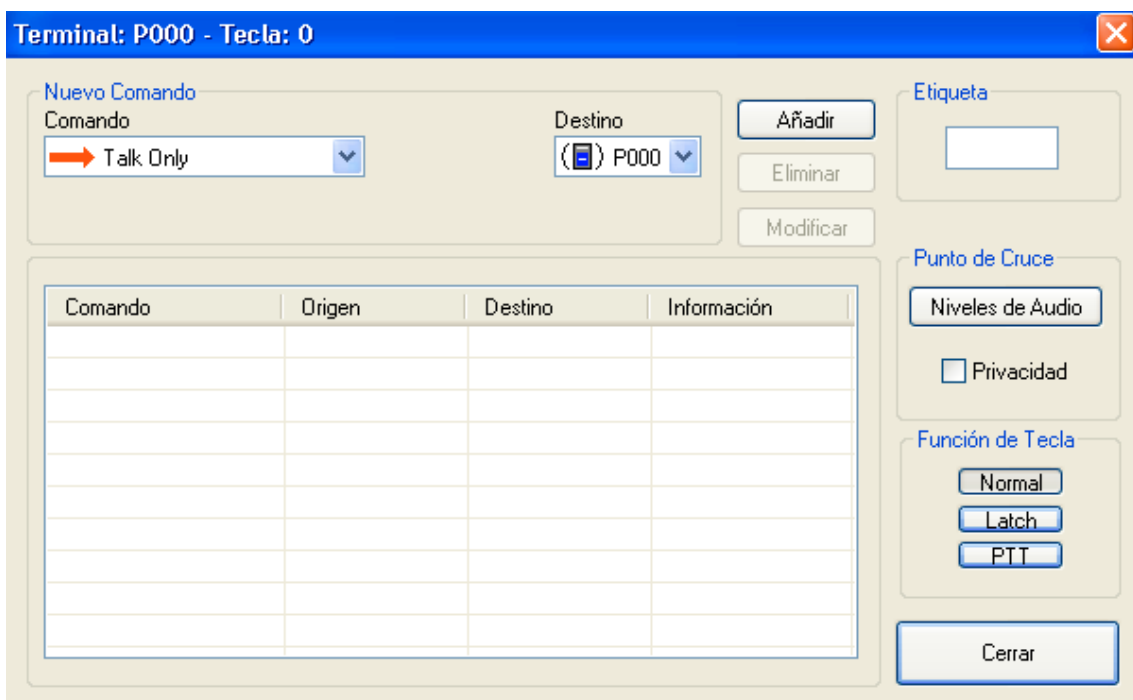 Terminal: P000 - Tecla: 0
Nuevo Comando
Comando
Talk Only
Destino
P000
Añadir
Eliminar
Modificar
Etiqueta
Comando Origen Destino Información
Punto de Cruce
Niveles de Audio
Privacidad
Función de Tecla
Normal
Latch
PTT
Cerrar